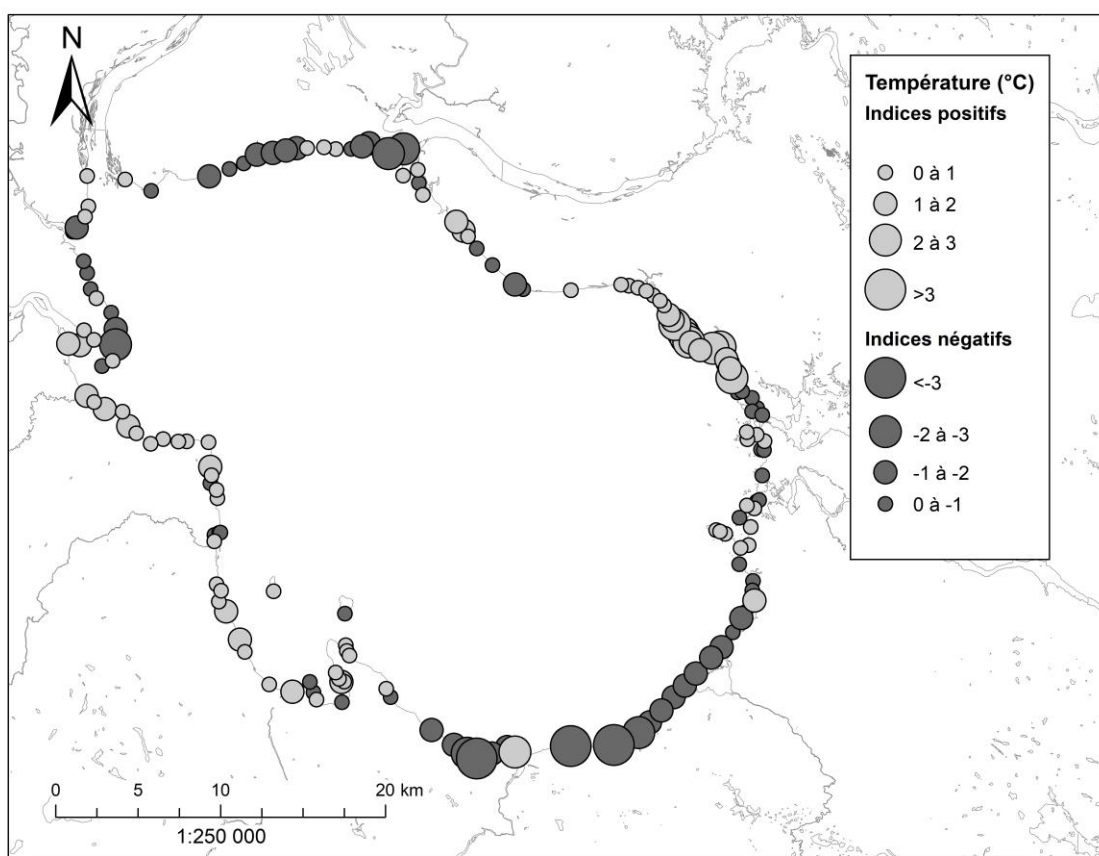 N
Température (°C)
Indices positifs
0 à 1
1 à 2
2 à 3
>3
Indices négatifs
<-3
-2 à -3
-1 à -2
0 à -1
0 5 10 20 km
1:250 000